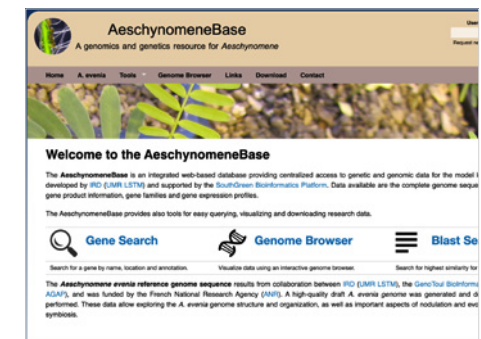 AeschynomeneBase
A genomics and genetics resource for Aeschynomene
User
Request ne
Home A. evenia Tools Genome Browser Links Download Contact
Welcome to the AeschynomeneBase
The AeschynomeneBase is an integrated web-based database providing centralized access to genetic and genomic data for the model l
developed by IRD (UMR LSTM) and supported by the SouthGreen Bioinformatics Platform. Data available are the complete genome seque
gene product information, gene families and gene expression profiles.
The AeschynomeneBase provides also tools for easy querying, visualizing and downloading research data.
Gene Search Genome Browser Blast Se
Search for a gene by name, location and annotation. Visualize data using an interactive genome browser. Search for highest similarity for
The Aeschynomene evenia reference genome sequence results from collaboration between IRD (UMR LSTM), the GenoToul Bioinforma
AGAP), and was funded by the French National Research Agency (ANR). A high-quality draft A. evenia genome was generated and d
performed. These data allow exploring the A. evenia genome structure and organization, as well as important aspects of nodulation and evo
symbiosis.